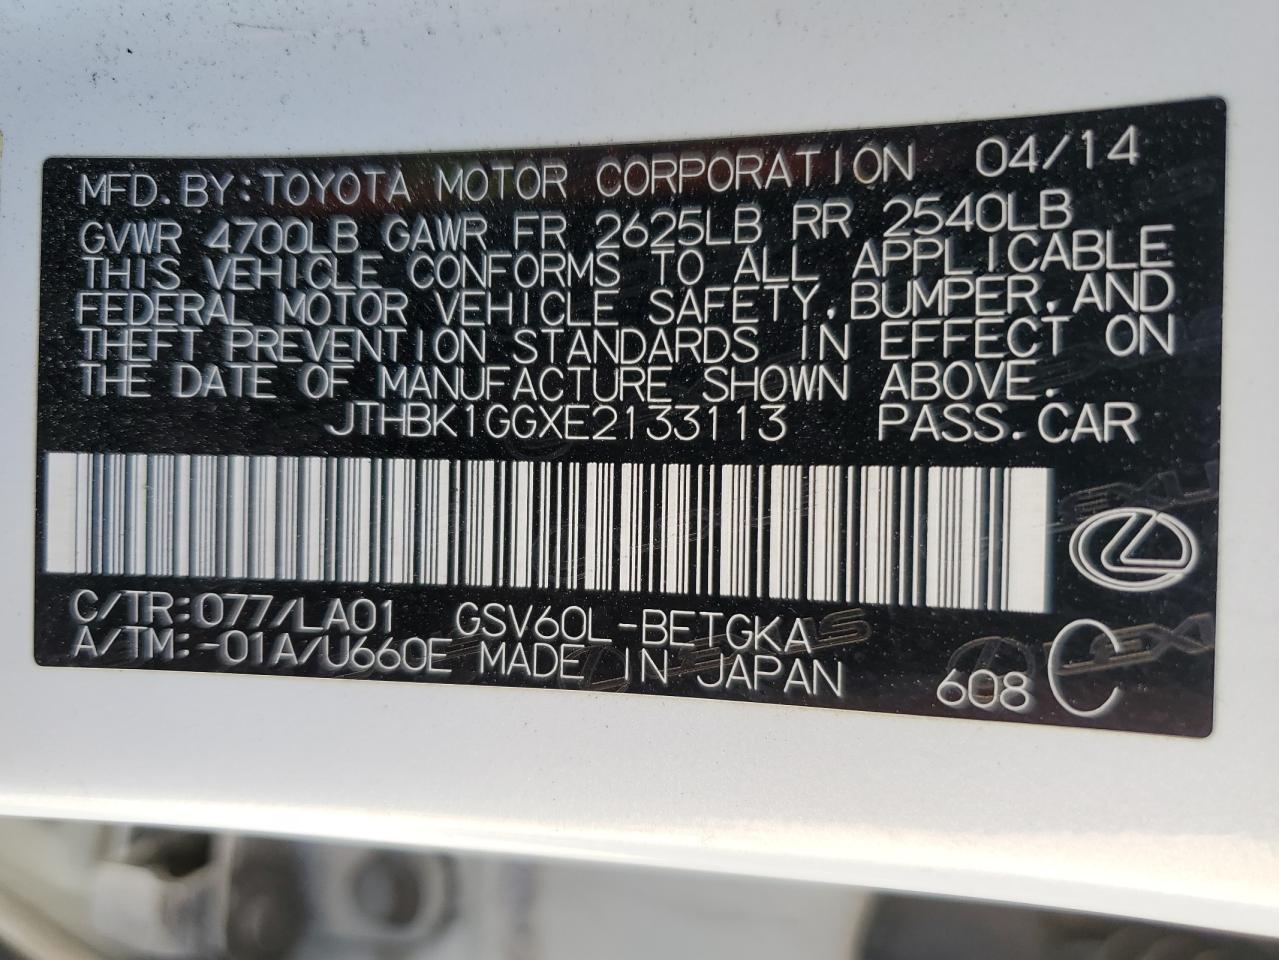 MFD.BY:TOYOTA MOTOR CORPORATION 04/14
GVWR 4700LB GAWR FR 2625LB RR 2540LB
THIS VEHICLE CONFORMS TO ALL APPLICABLE
FEDERAL MOTOR VEHICLE SAFETY,BUMPER,AND
THEFT PREVENTION STANDARDS IN EFFECT ON
THE DATE OF MANUFACTURE SHOWN ABOVE.
JTHBK1GGXE2133113 PASS.CAR
C/TR:077/LA01 GSV60L-BETGKA
A/TM:-01A/U660E MADE IN JAPAN 608 C